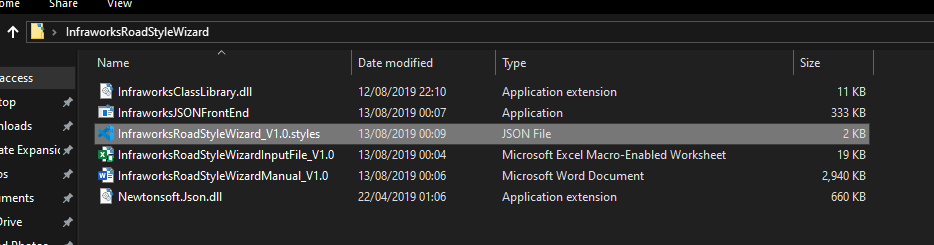 Home Share View
InfraworksRoadStyleWizard
Name Date modified Type Size
access
InfraworksClassLibrary.dll 12/08/2019 22:10 Application extension 11 KB
top
InfraworksJSONFrontEnd 13/08/2019 00:07 Application 333 KB
nloads
InfraworksRoadStyleWizard_V1.0.styles 13/08/2019 00:09 JSON File 2 KB
ate Expansic
InfraworksRoadStyleWizardInputFile_V1.0 13/08/2019 00:04 Microsoft Excel Macro-Enabled Worksheet 19 KB
ps
InfraworksRoadStyleWizardManual_V1.0 13/08/2019 00:06 Microsoft Word Document 2,940 KB
uments
Newtonsoft.Json.dll 22/04/2019 01:06 Application extension 660 KB
Drive